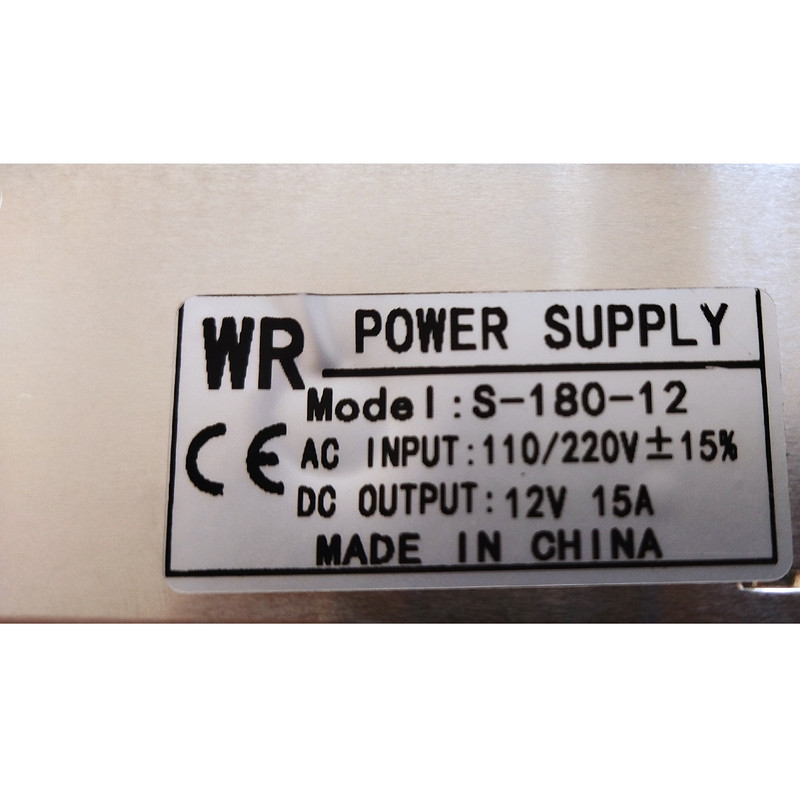 WR POWER SUPPLY
Model:S-180-12
CE AC INPUT:110/220V±15%
DC OUTPUT:12V 15A
MADE IN CHINA